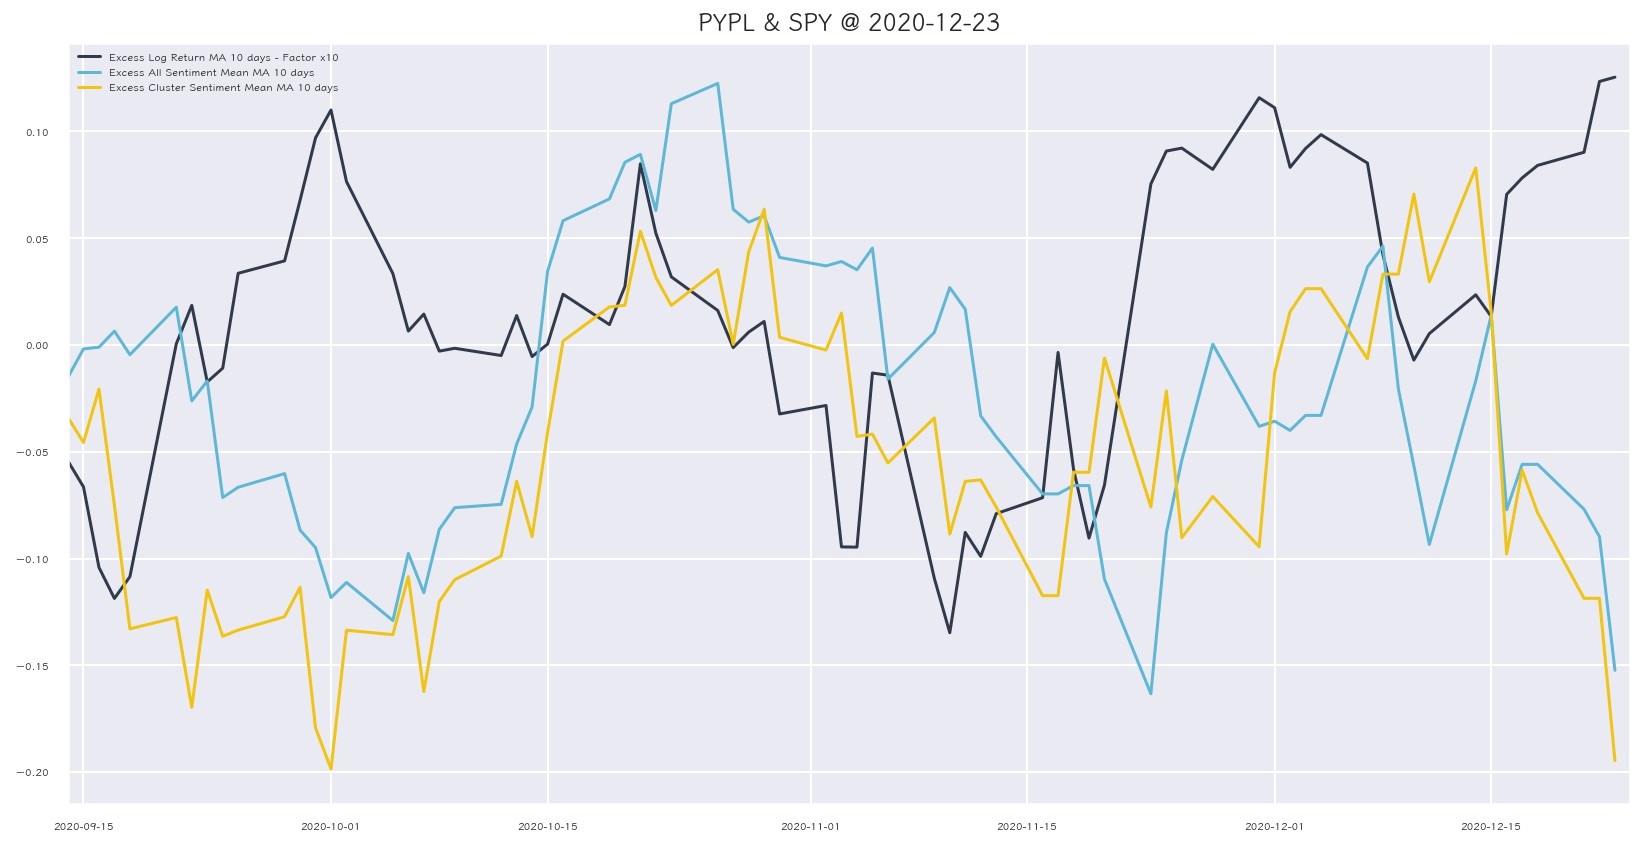 PYPL & SPY @ 2020-12-23
Excess Log Return MA 10 days - Factor x10
Excess All Sentiment Mean MA 10 days
Excess Cluster Sentiment Mean MA 10 days
0.10
0.05
0.00
−0.05
−0.10
−0.15
−0.20
2020-09-15 2020-10-01 2020-10-15 2020-11-01 2020-11-15 2020-12-01 2020-12-15